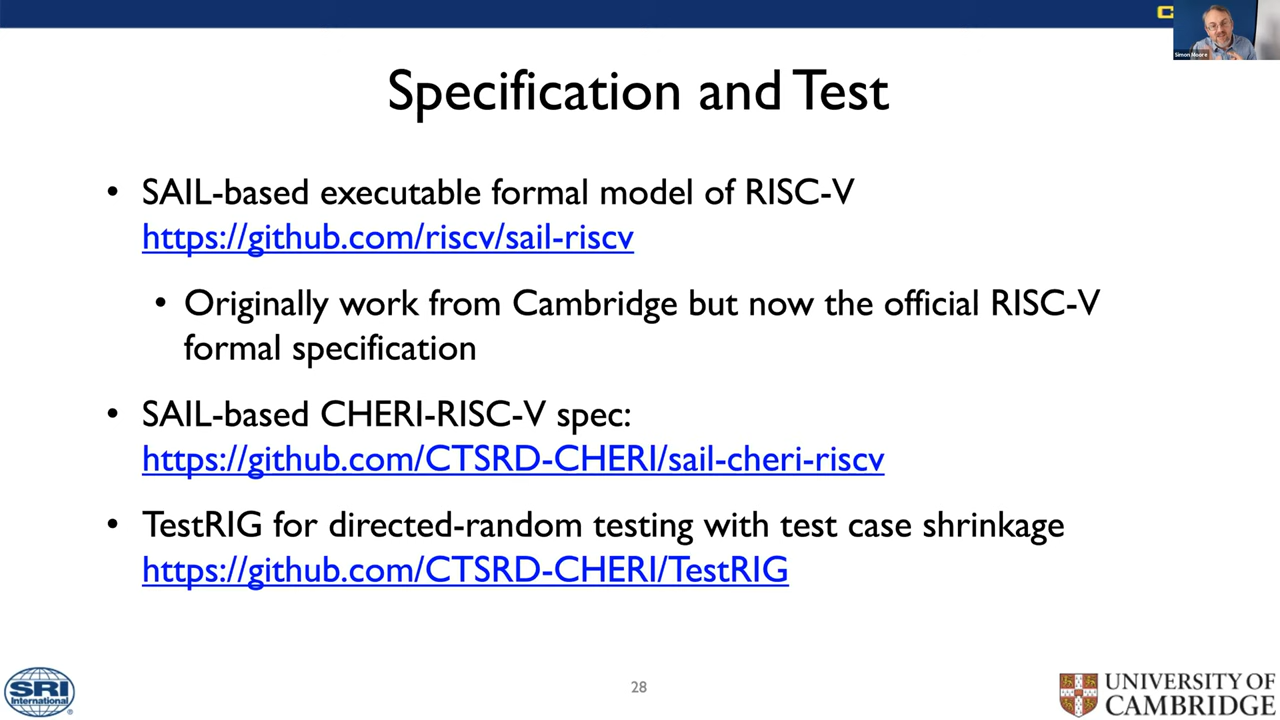 C
Simon Moore
Specification and Test
• SAIL-based executable formal model of RISC-V
https://github.com/riscv/sail-riscv
• Originally work from Cambridge but now the official RISC-V
formal specification
• SAIL-based CHERI-RISC-V spec:
https://github.com/CTSRD-CHERI/sail-cheri-riscv
• TestRIG for directed-random testing with test case shrinkage
https://github.com/CTSRD-CHERI/TestRIG
SRI
International®
28
UNIVERSITY OF
CAMBRIDGE